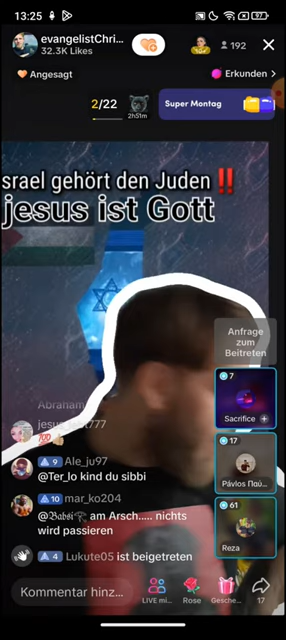 13:25
97
evangelistChri...
32.3K Likes
192
Angesagt
Erkunden >
2/22
2h51m
Super Montag
srael gehört den Juden ‼️
jesus ist Gott
Anfrage
zum
Beitreten
7
Sacrifice +
17
Pávlos Παύ...
61
Reza
Abraham
💯
9 Ale_ju97
@Ter_lo kind du sibbi
10 mar_ko204
am Arsch..... nichts
wird passieren
4 Lukute05 ist beigetreten
Kommentar hinz...
LIVE mi...
Rose
Gesche...
17